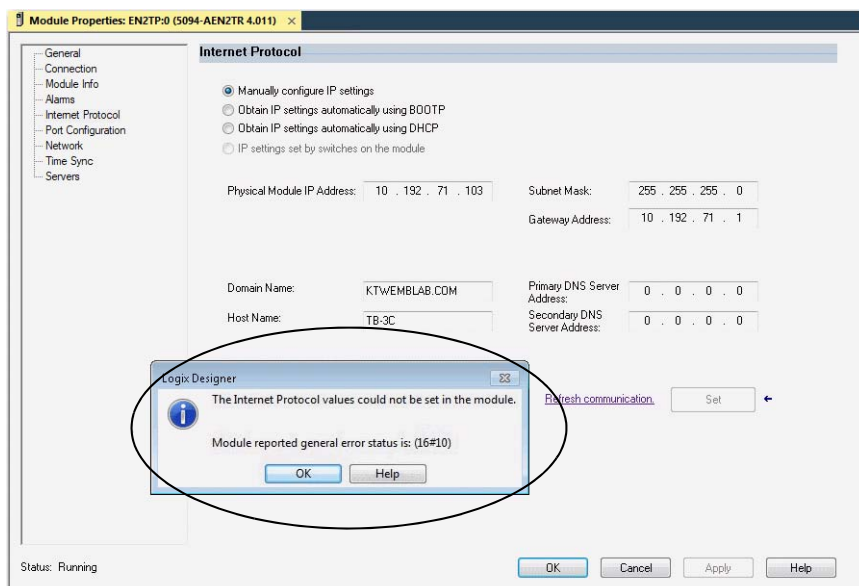 Module Properties: EN2TP:0 (5094-AEN2TR 4.011) ×
General
Connection
Module Info
Alarms
Internet Protocol
Port Configuration
Network
Time Sync
Servers
Internet Protocol
Manually configure IP settings
Obtain IP settings automatically using BOOTP
Obtain IP settings automatically using DHCP
IP settings set by switches on the module
Physical Module IP Address: 10 . 192 . 71 . 103
Subnet Mask: 255 . 255 . 255 . 0
Gateway Address: 10 . 192 . 71 . 1
Domain Name: KTWEMBLAB.COM
Primary DNS Server Address: 0 . 0 . 0 . 0
Host Name: TB-3C
Secondary DNS Server Address: 0 . 0 . 0 . 0
Logix Designer
The Internet Protocol values could not be set in the module.
Module reported general error status is: (16#10)
OK Help
Refresh communication. Set
Status: Running
OK Cancel Apply Help